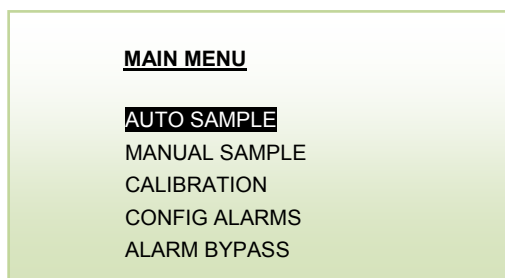 MAIN MENU
AUTO SAMPLE
MANUAL SAMPLE
CALIBRATION
CONFIG ALARMS
ALARM BYPASS